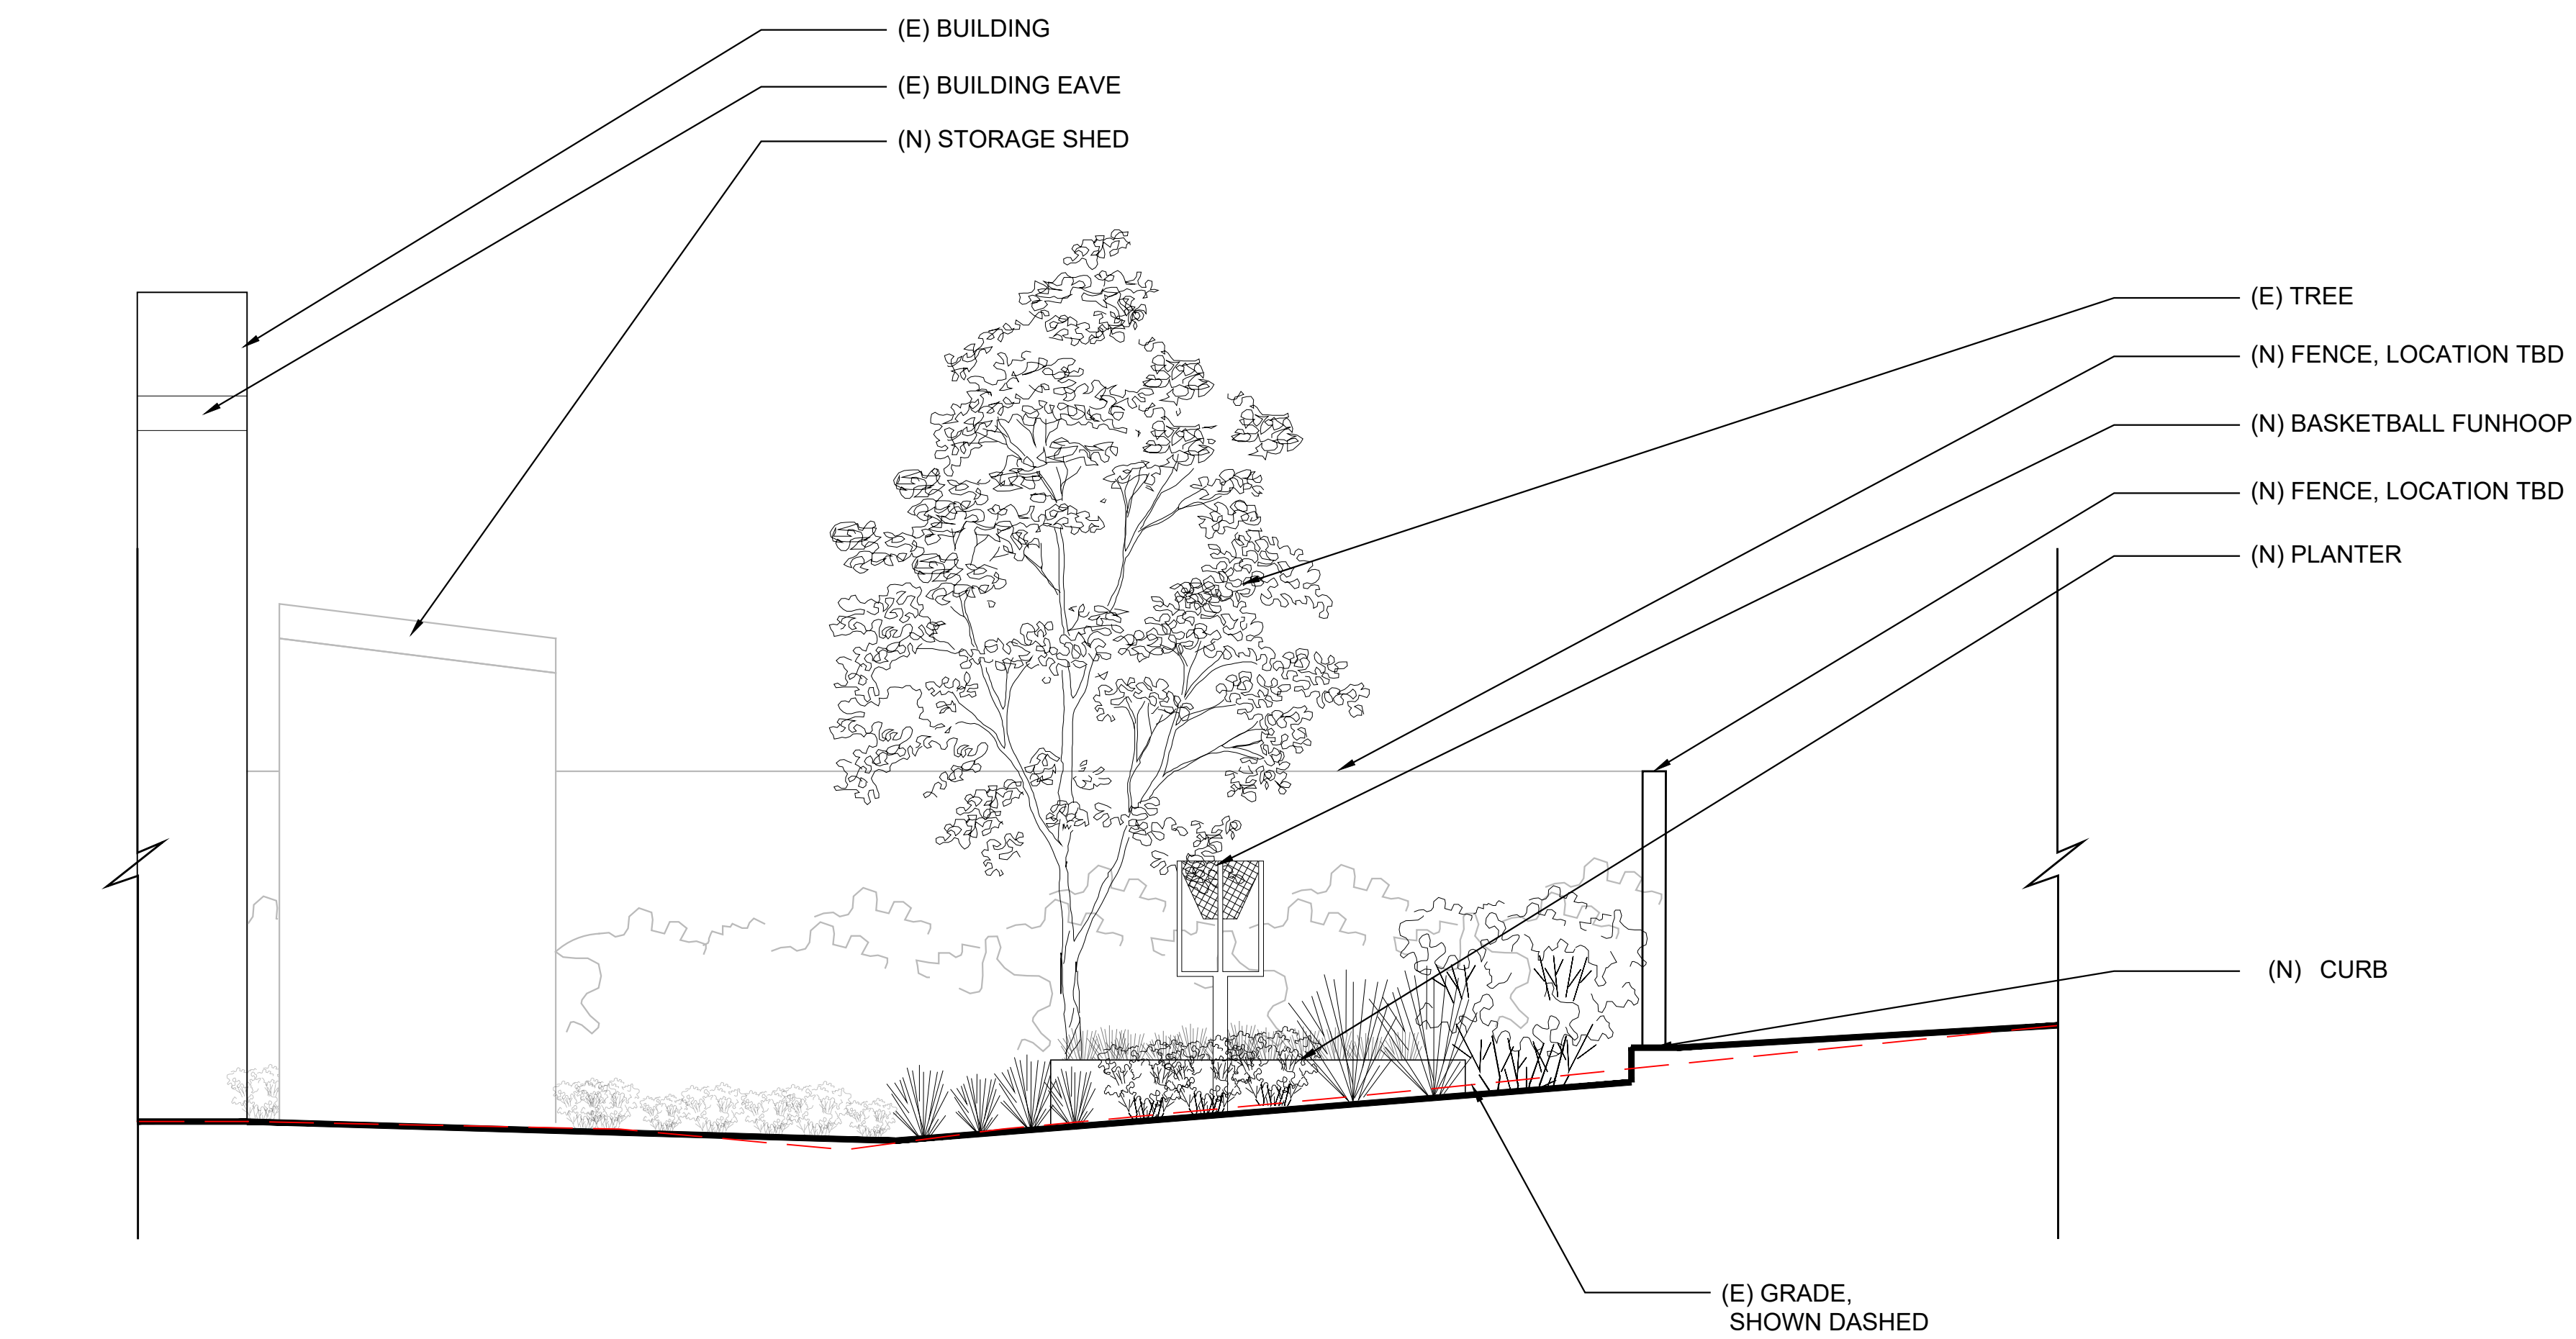 (E) BUILDING
(E) BUILDING EAVE
(N) STORAGE SHED
(E) TREE
(N) FENCE, LOCATION TBD
(N) BASKETBALL FUNHOOP
(N) FENCE, LOCATION TBD
(N) PLANTER
(N) CURB
(E) GRADE,
SHOWN DASHED